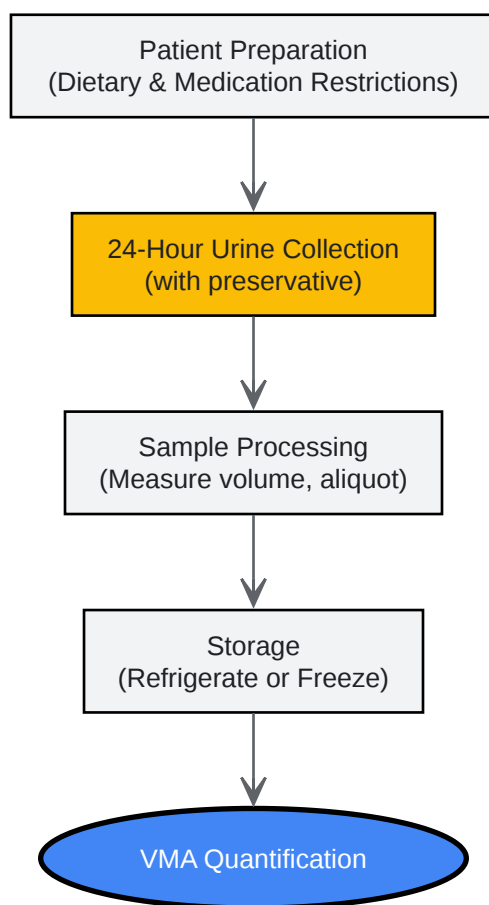 Patient Preparation
(Dietary & Medication Restrictions)
24-Hour Urine Collection
(with preservative)
Sample Processing
(Measure volume, aliquot)
Storage
(Refrigerate or Freeze)
VMA Quantification